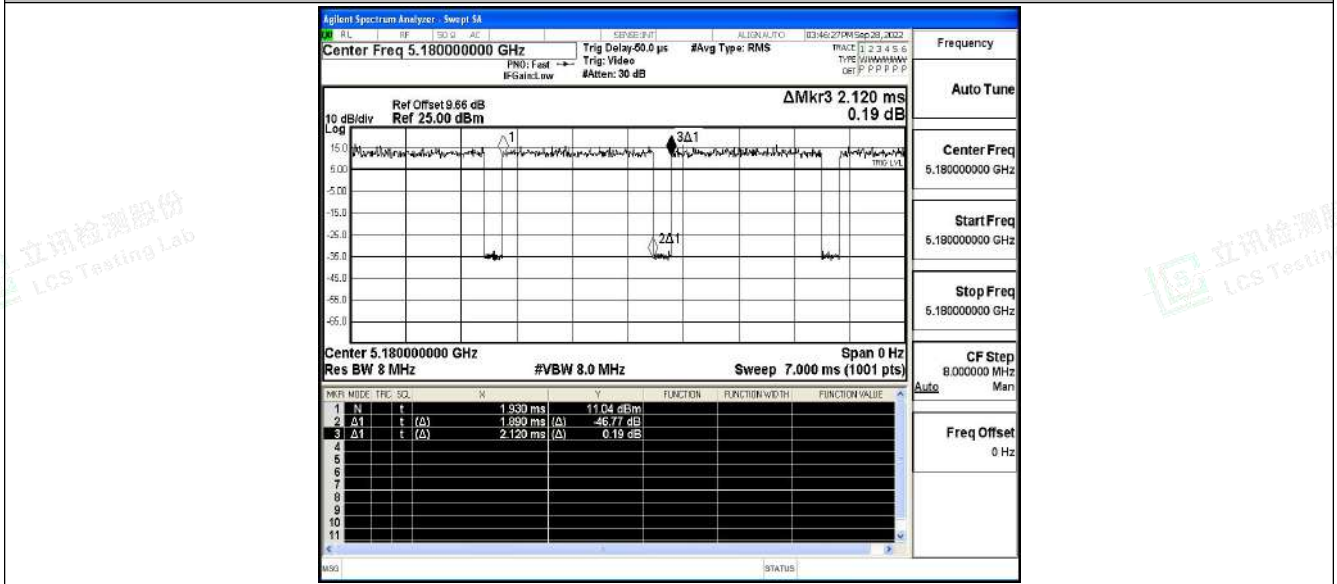 Agilent Spectrum Analyzer - Swept SA
RL RF 50 Ω AC SENSE:INT ALIGN AUTO 03:46:27 PM Sep 28, 2022
Center Freq 5.180000000 GHz
PNO: Fast
IFGain:Low
Trig Delay-50.0 µs
Trig: Video
#Atten: 30 dB
#Avg Type: RMS
TRACE 1 2 3 4 5 6
TYPE
DET P P P P P P
Frequency
Auto Tune
Center Freq
5.180000000 GHz
Start Freq
5.180000000 GHz
Stop Freq
5.180000000 GHz
CF Step
8.000000 MHz
Auto Man
Freq Offset
0 Hz
ΔMkr3 2.120 ms
0.19 dB
Ref Offset 9.66 dB
10 dB/div Ref 25.00 dBm
Log
15.0
5.00
-5.00
-15.0
-25.0
-35.0
-45.0
-55.0
-65.0
1
3Δ1
2Δ1
TRIG LVL
Center 5.180000000 GHz Span 0 Hz
Res BW 8 MHz #VBW 8.0 MHz Sweep 7.000 ms (1001 pts)
MKR MODE TRC SCL X Y FUNCTION FUNCTION WIDTH FUNCTION VALUE
1 N t 1.930 ms 11.04 dBm
2 Δ1 t (Δ) 1.890 ms (Δ) -46.77 dB
3 Δ1 t (Δ) 2.120 ms (Δ) 0.19 dB
4
5
6
7
8
9
10
11
MSG STATUS
立讯检测股份
LCS Testing Lab
立讯检测股
LCS Testin